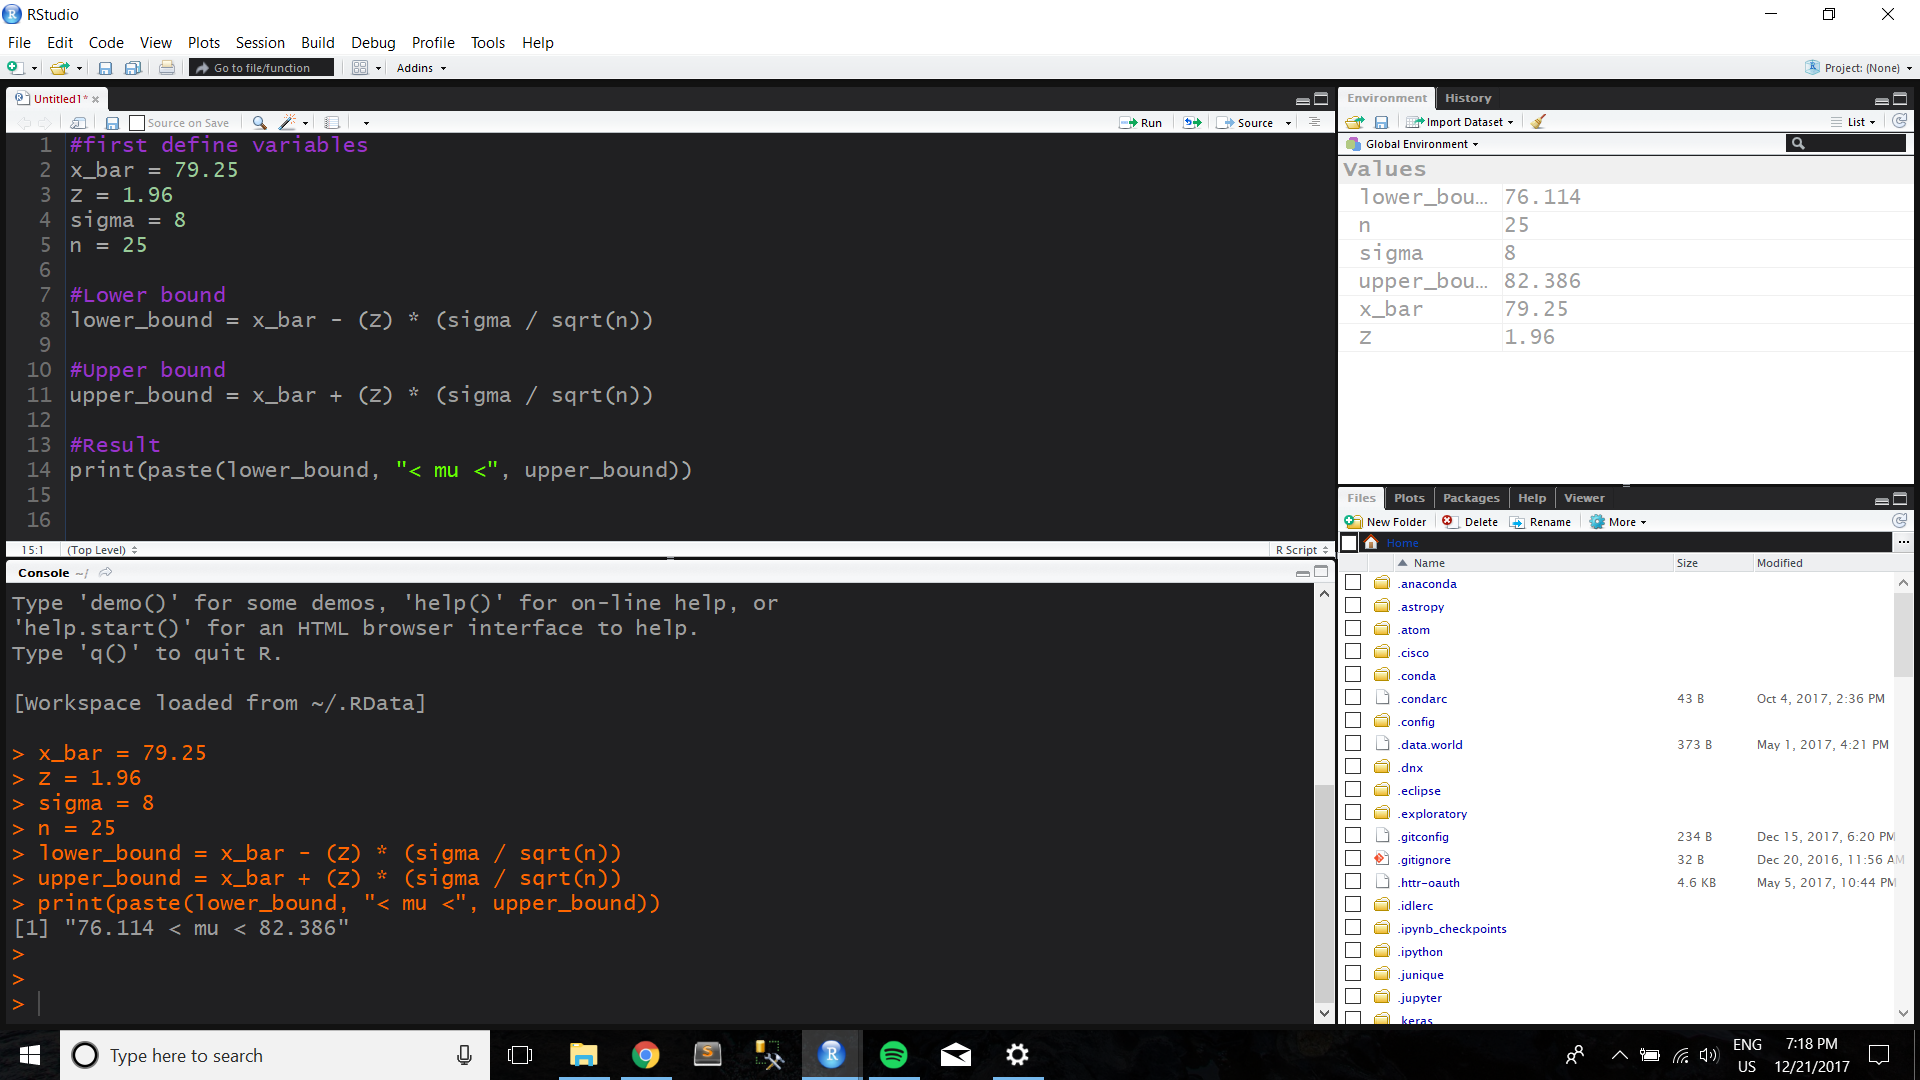 RStudio
File Edit Code View Plots Session Build Debug Profile Tools Help
Go to file/function Addins Project: (None)
Untitled1*
Source on Save Run Source
1 #first define variables
2 x_bar = 79.25
3 z = 1.96
4 sigma = 8
5 n = 25
6
7 #Lower bound
8 lower_bound = x_bar - (z) * (sigma / sqrt(n))
9
10 #Upper bound
11 upper_bound = x_bar + (z) * (sigma / sqrt(n))
12
13 #Result
14 print(paste(lower_bound, "< mu <", upper_bound))
15
16
15:1 (Top Level) R Script
Console ~/
Type 'demo()' for some demos, 'help()' for on-line help, or
'help.start()' for an HTML browser interface to help.
Type 'q()' to quit R.
[Workspace loaded from ~/.RData]
> x_bar = 79.25
> z = 1.96
> sigma = 8
> n = 25
> lower_bound = x_bar - (z) * (sigma / sqrt(n))
> upper_bound = x_bar + (z) * (sigma / sqrt(n))
> print(paste(lower_bound, "< mu <", upper_bound))
[1] "76.114 < mu < 82.386"
>
>
>
Environment History
Import Dataset List
Global Environment
Values
lower_bou… 76.114
n 25
sigma 8
upper_bou… 82.386
x_bar 79.25
z 1.96
Files Plots Packages Help Viewer
New Folder Delete Rename More
Home ...
Name Size Modified
.anaconda
.astropy
.atom
.cisco
.conda
.condarc 43 B Oct 4, 2017, 2:36 PM
.config
.data.world 373 B May 1, 2017, 4:21 PM
.dnx
.eclipse
.exploratory
.gitconfig 234 B Dec 15, 2017, 6:20 PM
.gitignore 32 B Dec 20, 2016, 11:56 AM
.httr-oauth 4.6 KB May 5, 2017, 10:44 PM
.idlerc
.ipynb_checkpoints
.ipython
.junique
.jupyter
.keras
Type here to search
ENG
US
7:18 PM
12/21/2017